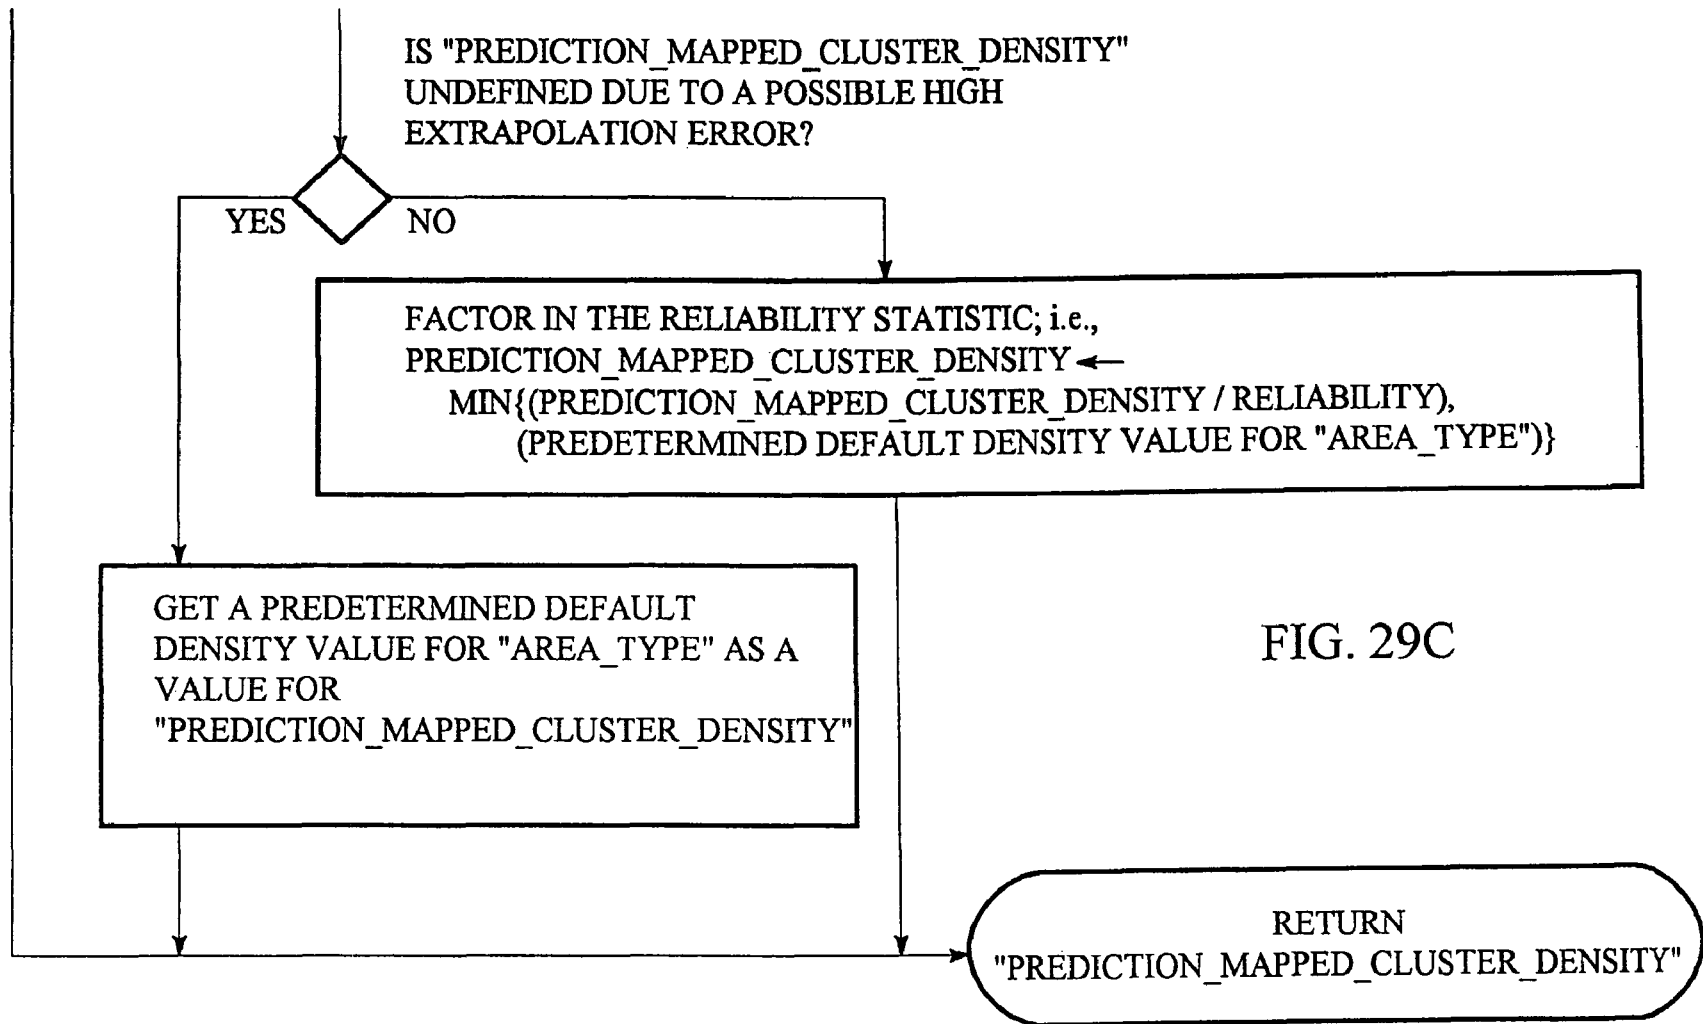 IS "PREDICTION_MAPPED_CLUSTER_DENSITY"
UNDEFINED DUE TO A POSSIBLE HIGH
EXTRAPOLATION ERROR?
YES
NO
FACTOR IN THE RELIABILITY STATISTIC; i.e.,
PREDICTION_MAPPED_CLUSTER_DENSITY ←
MIN{(PREDICTION_MAPPED_CLUSTER_DENSITY / RELIABILITY),
(PREDETERMINED DEFAULT DENSITY VALUE FOR "AREA_TYPE")}
GET A PREDETERMINED DEFAULT
DENSITY VALUE FOR "AREA_TYPE" AS A
VALUE FOR
"PREDICTION_MAPPED_CLUSTER_DENSITY"
FIG. 29C
RETURN
"PREDICTION_MAPPED_CLUSTER_DENSITY"